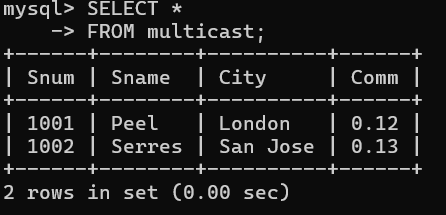 mysql> SELECT *
    -> FROM multicast;
+------+--------+----------+------+
| Snum | Sname  | City     | Comm |
+------+--------+----------+------+
| 1001 | Peel   | London   | 0.12 |
| 1002 | Serres | San Jose | 0.13 |
+------+--------+----------+------+
2 rows in set (0.00 sec)